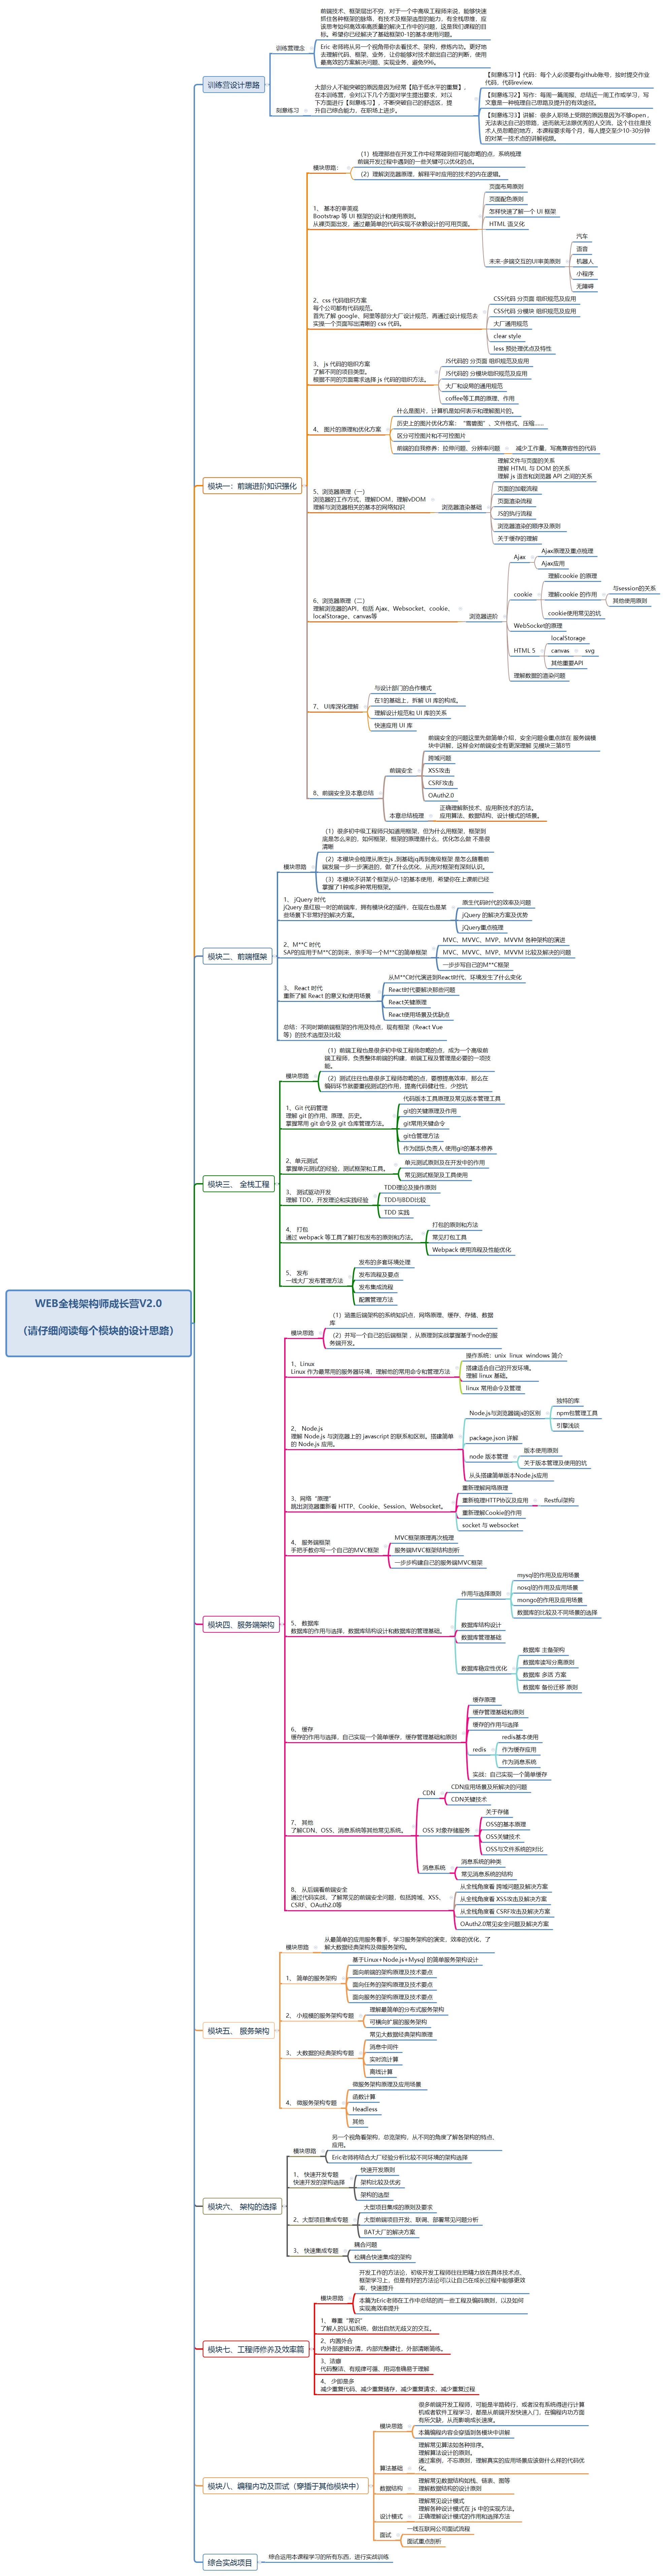 WEB全栈架构师成长营V2.0
（请仔细阅读每个模块的设计思路）
训练营设计思路
训练营理念
前端技术、框架层出不穷，对于一个中高级工程师来说，能够快速
抓住各种框架的脉络，有技术及框架选型的能力，有全栈思维，应
该思考如何高效率高质量的解决工作中的问题，这是我们课程的目
标。希望你已经解决了基础框架0-1的基本使用问题。
Eric 老师将从另一个视角带你去看技术、架构、修炼内功。更好地
去理解代码、框架、业务，让你能够对技术做出自己的判断，使用
最高效的方案解决问题，实现业务，避免996。
刻意练习
大部分人不能突破的原因是因为经常【陷于低水平的重复】，
在本训练营，会对以下几个方面对学生提出要求，对以
下方面进行【刻意练习】，不断突破自己的舒适区，提
升自己综合能力，在职场上进步。
【刻意练习1】代码：每个人必须要有github账号，按时提交作业
代码，代码review.
【刻意练习2】写作：每周一篇周报，总结近一周工作或学习，写
文章是一种梳理自己思路及提升的有效途径。
【刻意练习3】讲解：很多人职场上受限的原因是因为不够open，
无法表达自己的思路，进而就无法跟优秀的人交流，这个往往是技
术人员忽略的地方，本课程要求每个月，每人提交至少10-30分钟
的对某一技术点的讲解视频。
模块一：前端进阶知识强化
模块思路：
（1）梳理那些在开发工作中经常碰到但可能忽略的点，系统梳理
前端开发过程中遇到的一些关键可以优化的点。
（2）理解浏览器原理，解释平时应用的技术的内在逻辑。
1、 基本的审美观
Bootstrap 等 UI 框架的设计和使用原则。
从裸页面出发，通过最简单的代码实现不依赖设计的可用页面。
页面布局原则
页面配色原则
怎样快速了解一个 UI 框架
HTML 语义化
未来-多端交互的UI审美原则
汽车
语音
机器人
小程序
无障碍
2、css 代码组织方案
每个公司都有代码规范。
首先了解 google、阿里等部分大厂设计规范，再通过设计规范去
实操一个页面写出清晰的 css 代码。
CSS代码 分页面 组织规范及应用
CSS代码 分模块 组织规范及应用
大厂通用规范
clear style
less 预处理优点及特性
3、 js 代码的组织方案
了解不同的项目类型。
根据不同的页面需求选择 js 代码的组织方法。
JS代码的 分页面 组织规范及应用
JS代码的 分模块组织规范及应用
大厂和设局的通用规范
coffee等工具的原理、作用
4、 图片的原理和优化方案
什么是图片，计算机是如何表示和理解图片的。
历史上的图片优化方案： “雪碧图” 、文件格式、压缩……
区分可控图片和不可控图片
前端的自我修养：拉伸问题、分辨率问题
减少工作量、写高兼容性的代码
5、浏览器原理（一）
浏览器的工作方式，理解DOM，理解vDOM
理解与浏览器相关的基本的网络知识
浏览器渲染基础
理解文件与页面的关系
理解 HTML 与 DOM 的关系
理解 js 语言和浏览器 API 之间的关系
页面的加载流程
页面渲染流程
JS的执行流程
浏览器渲染的顺序及原则
关于缓存的理解
6、浏览器原理（二）
理解浏览器的API，包括 Ajax、Websocket、cookie、
localStorage、canvas等
浏览器进阶
Ajax
Ajax原理及重点梳理
Ajax应用
cookie
理解cookie 的原理
理解cookie 的作用
与session的关系
其他使用原则
cookie使用常见的坑
WebSocket的原理
HTML 5
localStorage
canvas
svg
其他重要API
理解数据的渲染问题
7、 UI库深化理解
与设计部门的合作模式
在1的基础上，拆解 UI 库的构成。
理解设计规范和 UI 库的关系
快速应用 UI 库
8、前端安全及本章总结
前端安全
前端安全的问题这里先做简单介绍，安全问题会重点放在 服务端模
块中讲解，这样会对前端安全有更深理解 见模块三第8节
跨域问题
XSS攻击
CSRF攻击
OAuth2.0
本章总结梳理
正确理解新技术、应用新技术的方法。
应用算法、数据结构、设计模式的场景。
模块二、前端框架
模块思路
（1）很多初中级工程师只知道用框架，但为什么用框架，框架到
底是怎么来的，如何框架，框架的原理是什么，优化怎么做 不是很
清晰
（2）本模块会梳理从原生js ,到基础jq再到高级框架 是怎么随着前
端发展一步一步演进的，做了什么优化，从而对框架有深刻认识。
（3）本模块不讲某个框架从0-1的基本使用，希望你在上课前已经
掌握了1种或多种常用框架。
1、 jQuery 时代
jQuery 是红极一时的前端库，拥有模块化的插件，在现在也是某
些场景下非常好的解决方案。
原生代码时代的效率及问题
jQuery 的解决方案及优势
jQuery重点梳理
2、M**C 时代
SAP的应用于M**C的到来，亲手写一个M**C的简单框架
MVC、MVVC、MVP、MVVM 各种架构的演进
MVC、MVVC、MVP、MVVM 比较及解决的问题
一步步写自己的M**C框架
3、 React 时代
重新了解 React 的意义和使用场景
从M**C时代演进到React时代，环境发生了什么变化
React时代要解决那些问题
React关键原理
React使用场景及优缺点
总结：不同时期前端框架的作用及特点，现有框架（React Vue
等）的技术选型及比较
模块三、 全栈工程
模块思路
（1）前端工程也是很多初中级工程师忽略的点，成为一个高级前
端工程师，负责整体前端的构建，前端工程及管理是必要的一项技
能。
（2）测试往往也是很多工程师忽略的点，要想提高效率，那么在
编码环节就要重视测试的作用，提高代码健壮性，少挖坑
1、Git 代码管理
理解 git 的作用、原理、历史。
掌握常用 git 命令及 git 仓库管理方法。
代码版本工具原理及常见版本管理工具
git的关键原理及作用
git常用关键命令
git仓管理方法
作为团队负责人 使用git的基本修养
2、单元测试
掌握单元测试的经验，测试框架和工具。
单元测试原则及在开发中的作用
常见测试框架及工具使用
3、 测试驱动开发
理解 TDD，开发理论和实践经验
TDD理论及操作原则
TDD与BDD比较
TDD 实践
4、 打包
通过 webpack 等工具了解打包发布的原则和方法。
打包的原则和方法
常见打包工具
Webpack 使用流程及性能优化
5、 发布
一线大厂发布管理方法
发布的多套环境处理
发布流程及要点
发布集成流程
配置管理方法
模块四、服务端架构
模块思路
（1）涵盖后端架构的系统知识点，网络原理，缓存，存储，数据
库
（2）并写一个自己的后端框架 ，从原理到实战掌握基于node的服
务端开发。
1、Linux
Linux 作为最常用的服务器环境，理解他的常用命令和管理方法
操作系统：unix linux windows 简介
搭建适合自己的开发环境。
理解 linux 基础。
linux 常用命令及管理
2、 Node.js
理解 Node.js 与浏览器上的 javascript 的联系和区别。搭建简单
的 Node.js 应用。
Node.js与浏览器端js的区别
独特的库
npm包管理工具
引擎浅谈
package.json 详解
node 版本管理
版本使用原则
关于版本管理及使用的坑
从头搭建简单版本Node.js应用
3、网络 “原理”
跳出浏览器重新看 HTTP、Cookie、Session、Websocket。
重新理解网络原理
重新梳理HTTP协议及应用
Restful架构
重新理解Cookie的作用
socket 与 websocket
4、 服务端框架
手把手教你写一个自己的MVC框架
MVC框架原理再次梳理
服务端MVC框架结构剖析
一步步构建自己的服务端MVC框架
5、 数据库
数据库的作用与选择，数据库结构设计和数据库的管理基础。
作用与选择原则
mysql的作用及应用场景
nosql的作用及应用场景
mongo的作用及应用场景
数据库的比较及不同场景的选择
数据库结构设计
数据库管理基础
数据库稳定性优化
数据库 主备架构
数据库读写分离原则
数据库 多活 方案
数据库 备份迁移 原则
6、 缓存
缓存的作用与选择，自己实现一个简单缓存，缓存管理基础和原则
缓存原理
缓存管理基础和原则
缓存的作用与选择
redis
redis基本使用
作为缓存应用
作为消息系统
实战：自己实现一个简单缓存
7、 其他
了解CDN、OSS、消息系统等其他常见系统。
CDN
CDN应用场景及所解决的问题
CDN关键技术
OSS 对象存储服务
关于存储
OSS的基本原理
OSS关键技术
OSS与文件系统的对比
消息系统
消息系统的种类
常见消息系统的结构
8、 从后端看前端安全
通过代码实战，了解常见的前端安全问题，包括跨域、XSS、
CSRF，OAuth2.0等
从全栈角度看 跨域问题及解决方案
从全栈角度看 XSS攻击及解决方案
从全栈角度看 CSRF攻击及解决方案
OAuth2.0常见安全问题及解决方案
模块五、 服务架构
模块思路
从最简单的应用服务着手，学习服务架构的演变，效率的优化，了
解大数据经典架构及微服务架构。
1、 简单的服务架构
基于Linux+Node.js+Mysql 的简单服务架构设计
面向前端的架构原理及技术要点
面向任务的架构原理及技术要点
面向服务的架构原理及技术要点
2、 小规模的服务架构专题
理解最简单的分布式服务架构
可横向扩展的服务架构
3、 大数据的经典架构专题
常见大数据经典架构原理
消息中间件
实时流计算
离线计算
4、 微服务架构专题
微服务架构原理及应用场景
函数计算
Headless
其他
模块六、 架构的选择
模块思路
另一个视角看架构，总览架构，从不同的角度了解各架构的特点、
应用。
Eric老师将结合大厂经验分析比较不同环境的架构选择
1、 快速开发专题
快速开发的架构选择
快速开发原则
架构比较及优劣
架构的选型
2、大型项目集成专题
大型项目集成的原则及要求
大型前端项目开发、联调、部署常见问题分析
BAT大厂的解决方案
3、 快速集成专题
耦合问题
松耦合快速集成的架构
模块七、工程师修养及效率篇
模块思路
开发工作的方法论，初级开发工程师往往把精力放在具体技术点，
框架学习上，但是有好的方法论可以让自己在成长过程中能够更效
率，快速提升
本篇为Eric老师在工作中总结的而一些工程及编码原则，以及如何
实现高效率提升
1、 尊重 “常识”
了解人的认知系统，做出自然无歧义的交互。
2、内圆外合
内外部逻辑分清，内部完整健壮，外部清晰简练。
3、洁癖
代码整洁、有规律可循，用词准确易于理解
4、 少即是多
减少重复代码，减少重复储存，减少重复请求，减少重复过程
模块八、编程内功及面试（穿插于其他模块中）
模块思路
很多前端开发工程师，可能是半路转行，或者没有系统得进行计算
机或者软件工程学习，都是从前端开发快速入门，在编程内功方面
有所欠缺，从而影响成长速度。
本篇编程内容会穿插到各模块中讲解
算法基础
理解常见算法如各种排序。
理解算法设计的原则。
通过案例，不忘原则，理解真实的应用场景应该做什么样的代码优
化。
数据结构
理解常见数据结构如栈、链表、图等
理解数据结构的设计原则
设计模式
理解常见设计模式
理解各种设计模式在 js 中的实现方法。
正确理解设计模式的作用和选择方法
面试
一线互联网公司面试流程
面试重点剖析
综合实战项目
综合运用本课程学习的所有东西，进行实战训练